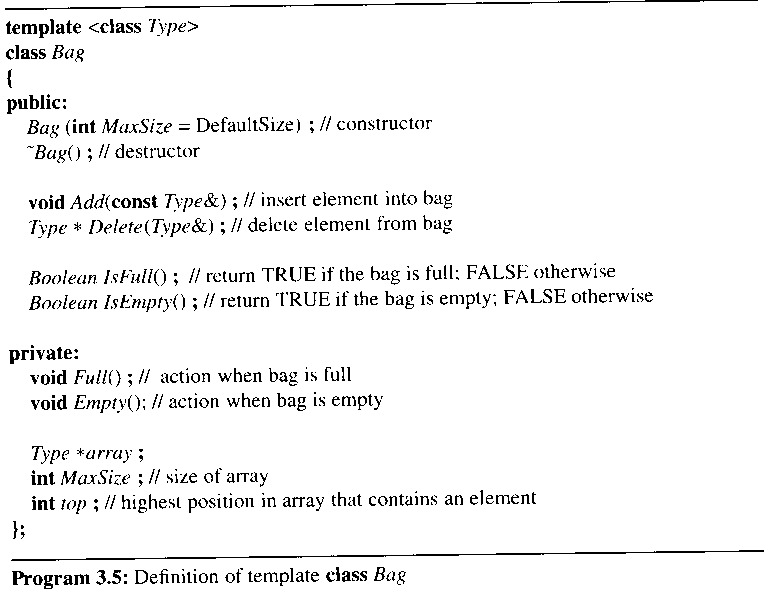 template <class Type>
class Bag
{
public:
Bag (int MaxSize = DefaultSize) ; // constructor
~Bag() ; // destructor
void Add(const Type&) ; // insert element into bag
Type * Delete(Type&) ; // delete element from bag
Boolean IsFull() ; // return TRUE if the bag is full; FALSE otherwise
Boolean IsEmpty() ; // return TRUE if the bag is empty; FALSE otherwise
private:
void Full() ; // action when bag is full
void Empty(); // action when bag is empty
Type *array ;
int MaxSize ; // size of array
int top ; // highest position in array that contains an element
};
Program 3.5: Definition of template class Bag